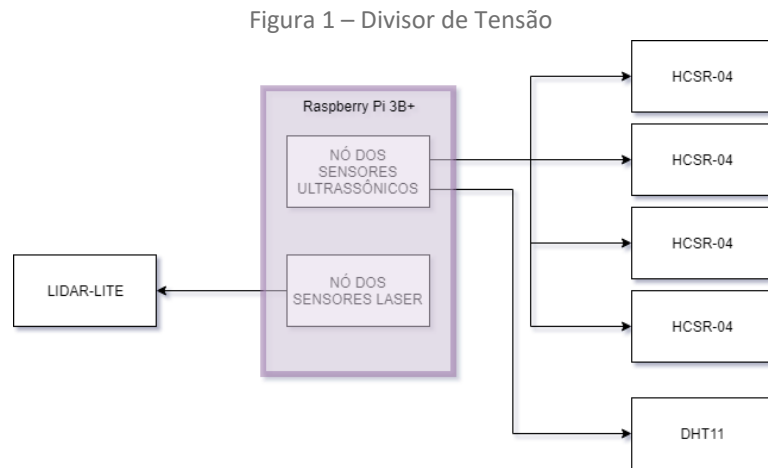 Figura 1 – Divisor de Tensão
Raspberry Pi 3B+
NÓ DOS
SENSORES
ULTRASSÔNICOS
NÓ DOS
SENSORES LASER
LIDAR-LITE
HCSR-04
HCSR-04
HCSR-04
HCSR-04
DHT11